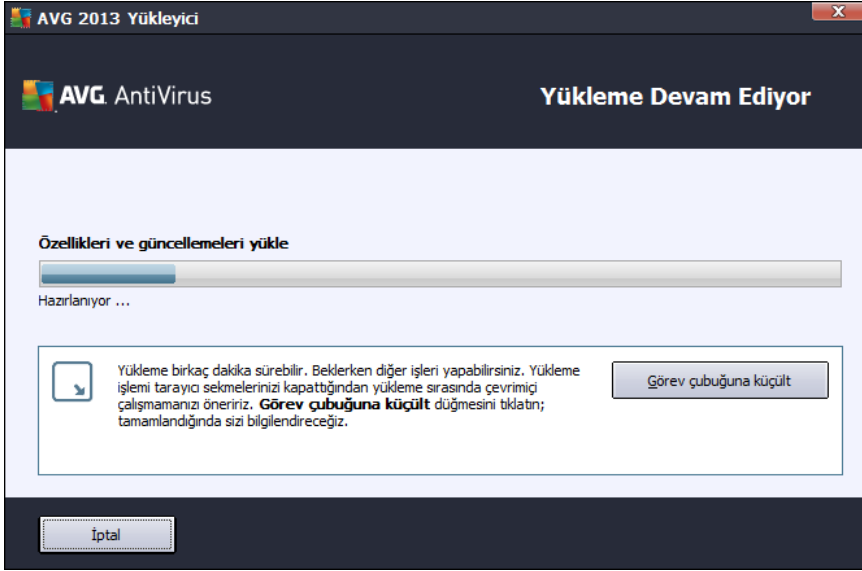 AVG 2013 Yükleyici
AVG. AntiVirus
Yükleme Devam Ediyor
Özellikleri ve güncellemeleri yükle
Hazırlanıyor ...
Yükleme birkaç dakika sürebilir. Beklerken diğer işleri yapabilirsiniz. Yükleme
işlemi tarayıcı sekmelerinizi kapattığından yükleme sırasında çevrimiçi
çalışmamanızı öneririz. Görev çubuğuna küçült düğmesini tıklatın;
tamamlandığında sizi bilgilendireceğiz.
Görev çubuğuna küçült
İptal